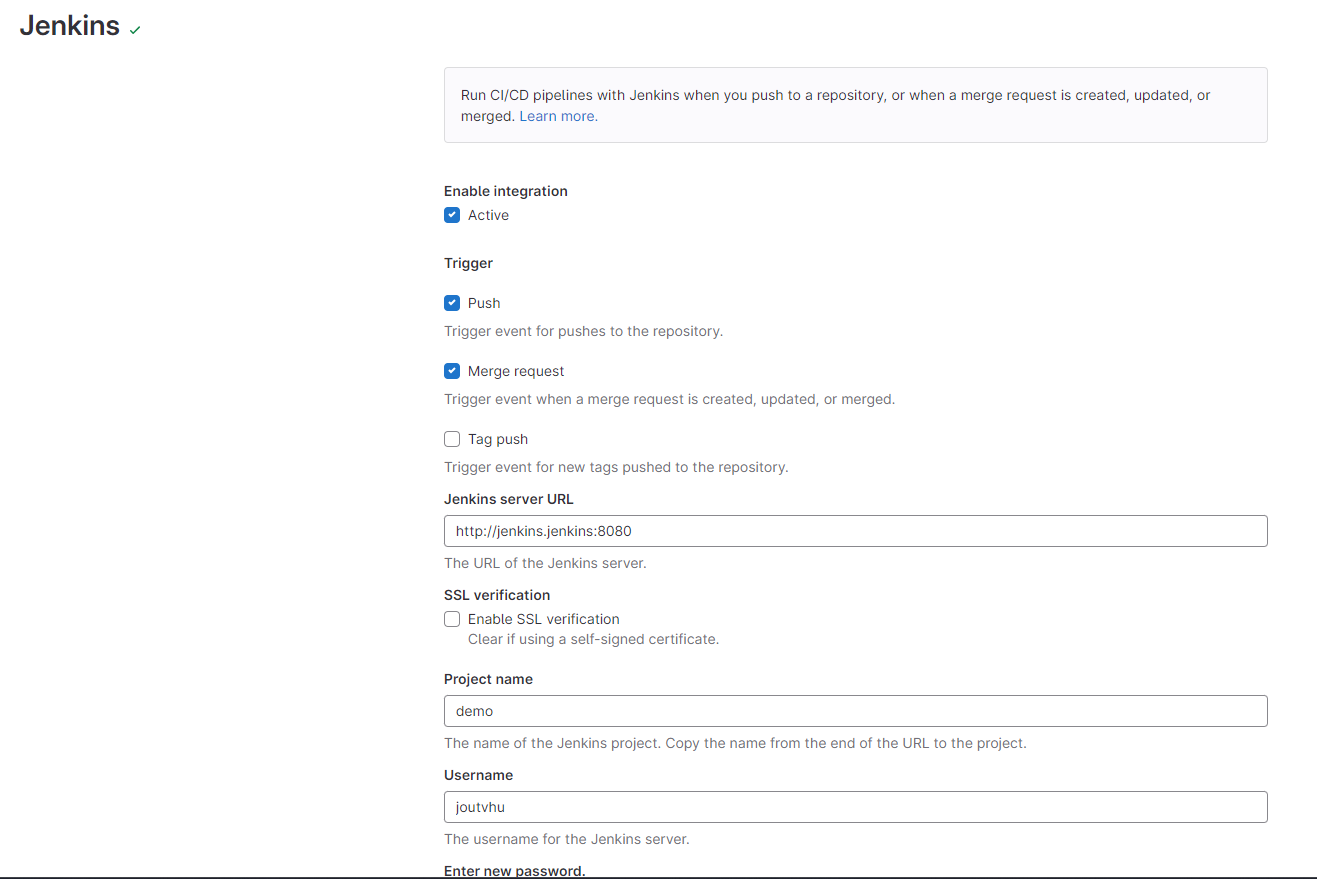 Jenkins
Run CI/CD pipelines with Jenkins when you push to a repository, or when a merge request is created, updated, or
merged. Learn more.
Enable integration
Active
Trigger
Push
Trigger event for pushes to the repository.
Merge request
Trigger event when a merge request is created, updated, or merged.
Tag push
Trigger event for new tags pushed to the repository.
Jenkins server URL
http://jenkins.jenkins:8080
The URL of the Jenkins server.
SSL verification
Enable SSL verification
Clear if using a self-signed certificate.
Project name
demo
The name of the Jenkins project. Copy the name from the end of the URL to the project.
Username
joutvhu
The username for the Jenkins server.
Enter new password.